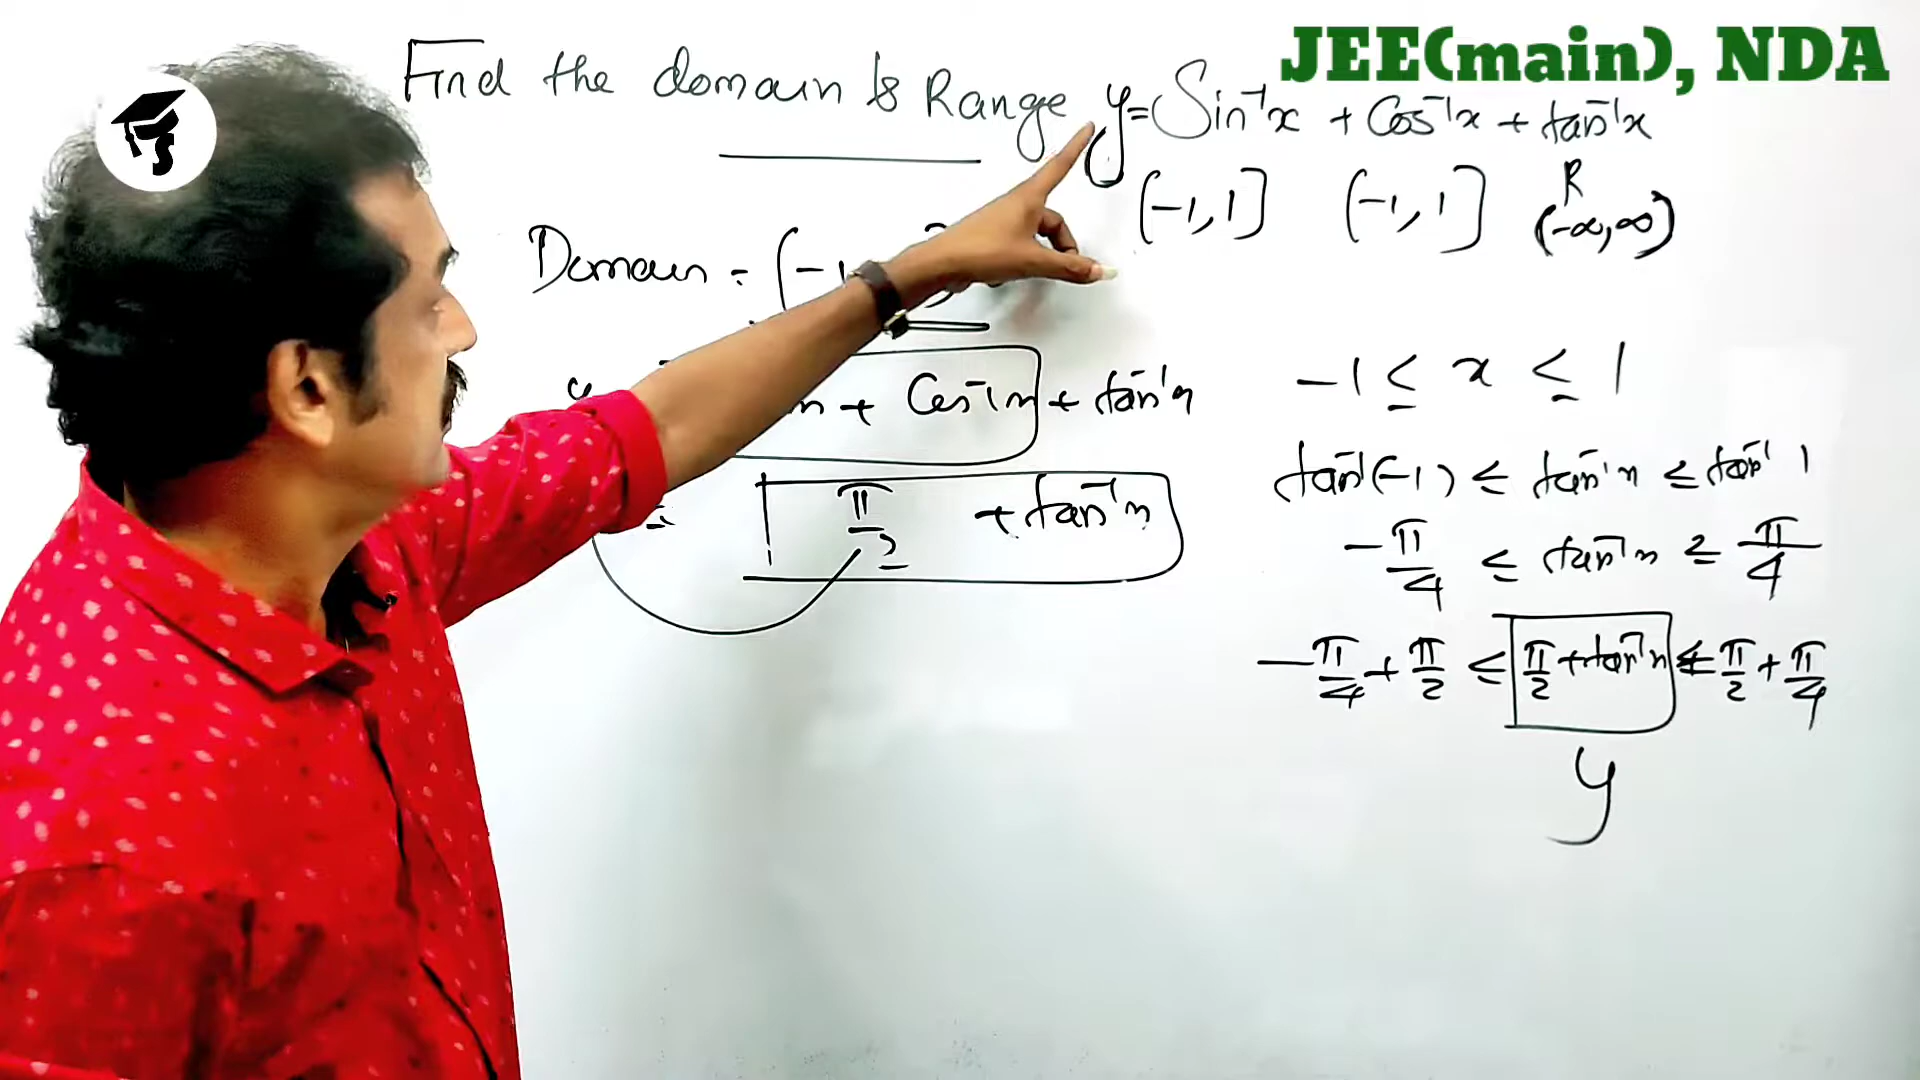 JEE(main), NDA
Find the domain & Range y = Sin⁻¹x + Cos⁻¹x + tan⁻¹x
[-1, 1] [-1, 1] R
(-∞, ∞)
Domain = [-1
y + Cos⁻¹x + tan⁻¹x
= π/2 + tan⁻¹x
-1 ≤ x ≤ 1
tan⁻¹(-1) ≤ tan⁻¹x ≤ tan⁻¹ 1
-π/4 ≤ tan⁻¹x ≤ π/4
-π/4 + π/2 ≤ π/2 + tan⁻¹x ≤ π/2 + π/4
y